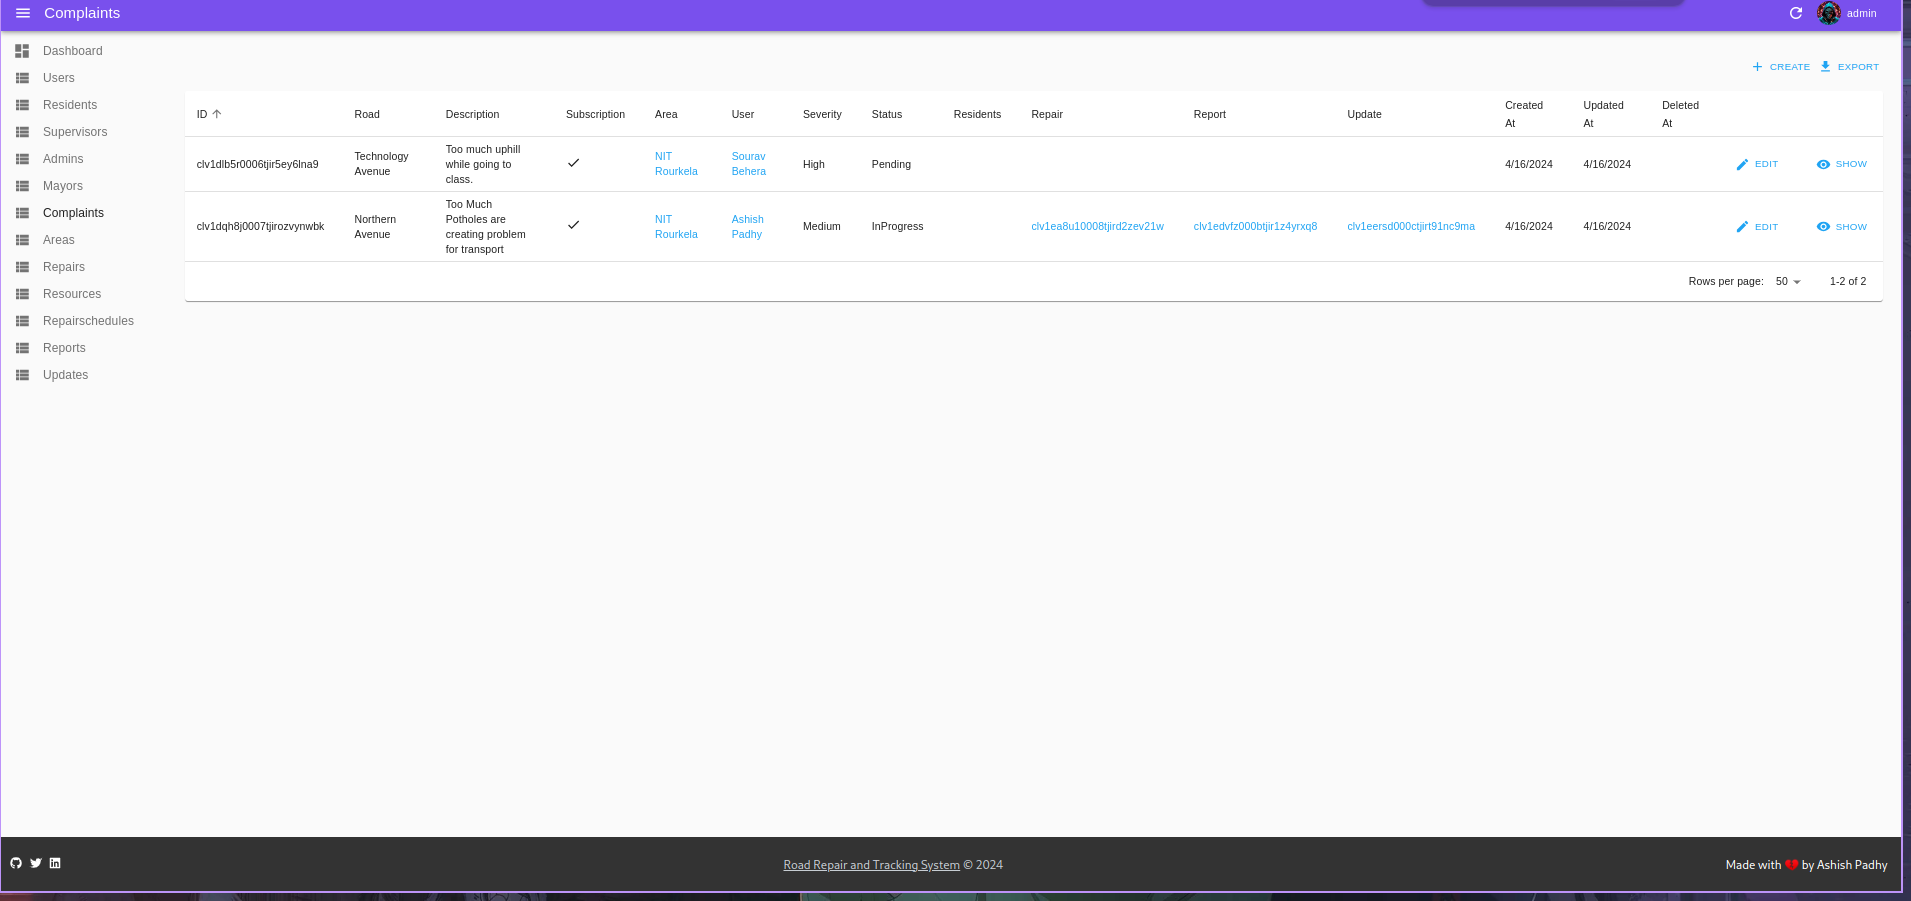 Complaints
admin
Dashboard
Users
Residents
Supervisors
Admins
Mayors
Complaints
Areas
Repairs
Resources
Repairschedules
Reports
Updates
CREATE EXPORT
ID Road Description Subscription Area User Severity Status Residents Repair Report Update Created At Updated At Deleted At
clv1dlb5r0006tjir5ey6lna9 Technology Avenue Too much uphill while going to class. NIT Rourkela Sourav Behera High Pending 4/16/2024 4/16/2024 EDIT SHOW
clv1dqh8j0007tjirozvynwbk Northern Avenue Too Much Potholes are creating problem for transport NIT Rourkela Ashish Padhy Medium InProgress clv1ea8u10008tjird2zev21w clv1edvfz000btjir1z4yrxq8 clv1eersd000ctjirt91nc9ma 4/16/2024 4/16/2024 EDIT SHOW
Rows per page: 50 1-2 of 2
Road Repair and Tracking System © 2024
Made with ❤ by Ashish Padhy